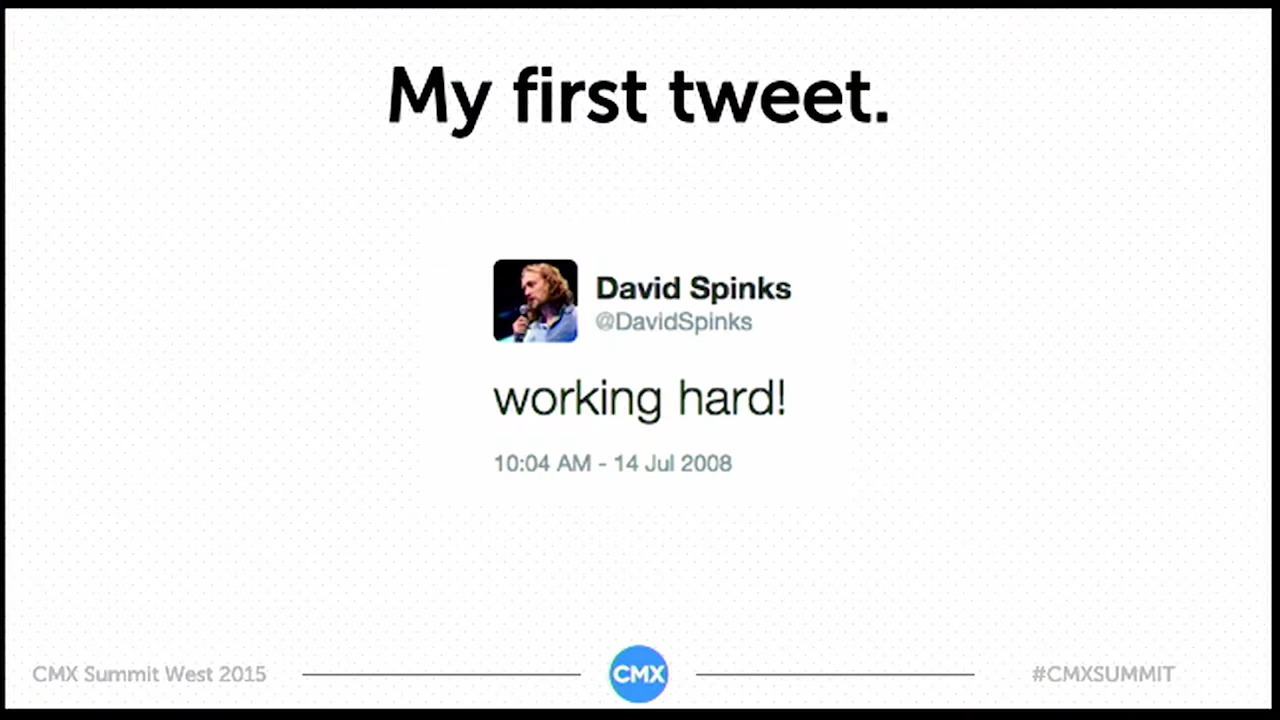 My first tweet.
David Spinks
@DavidSpinks
working hard!
10:04 AM - 14 Jul 2008
CMX Summit West 2015
CMX
#CMXSUMMIT